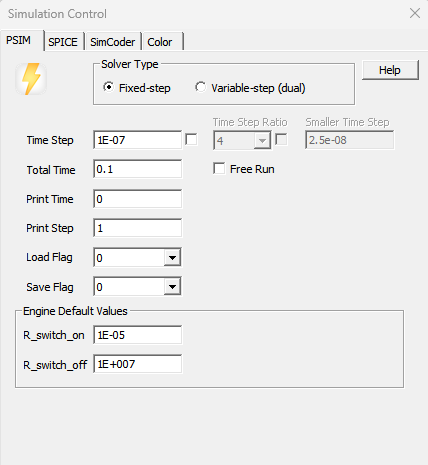 Simulation Control
PSIM SPICE SimCoder Color
Solver Type
Fixed-step Variable-step (dual)
Help
Time Step Ratio Smaller Time Step
Time Step 1E-07 4 2.5e-08
Total Time 0.1 Free Run
Print Time 0
Print Step 1
Load Flag 0
Save Flag 0
Engine Default Values
R_switch_on 1E-05
R_switch_off 1E+007